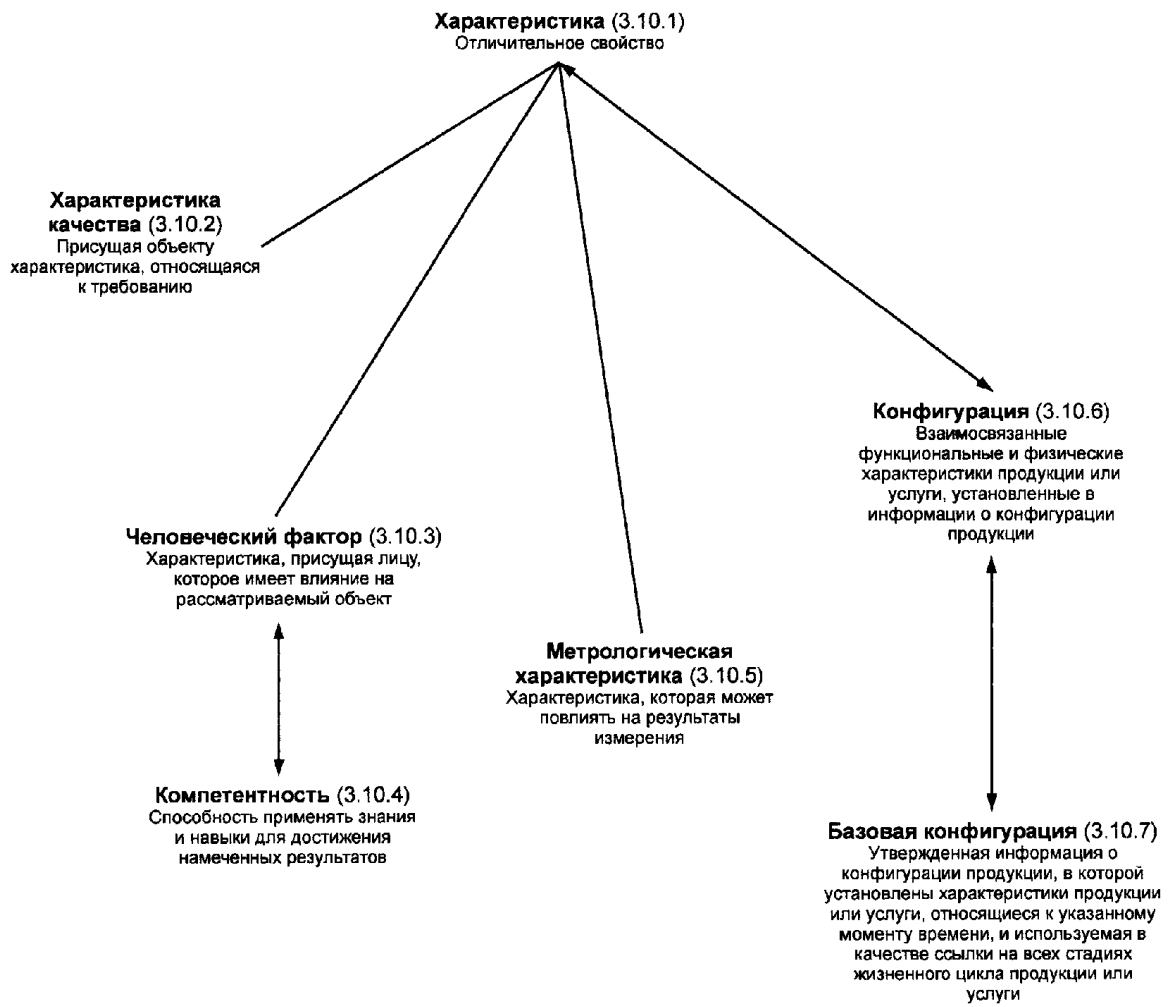 Характеристика (3.10.1)
Отличительное свойство
Характеристика
качества (3.10.2)
Присущая объекту
характеристика, относящаяся
к требованию
Конфигурация (3.10.6)
Взаимосвязанные
функциональные и физические
характеристики продукции или
услуги, установленные в
информации о конфигурации
продукции
Человеческий фактор (3.10.3)
Характеристика, присущая лицу,
которое имеет влияние на
рассматриваемый объект
Метрологическая
характеристика (3.10.5)
Характеристика, которая может
повлиять на результаты
измерения
Компетентность (3.10.4)
Способность применять знания
и навыки для достижения
намеченных результатов
Базовая конфигурация (3.10.7)
Утвержденная информация о
конфигурации продукции, в которой
установлены характеристики продукции
или услуги, относящиеся к указанному
моменту времени, и используемая в
качестве ссылки на всех стадиях
жизненного цикла продукции или
услуги